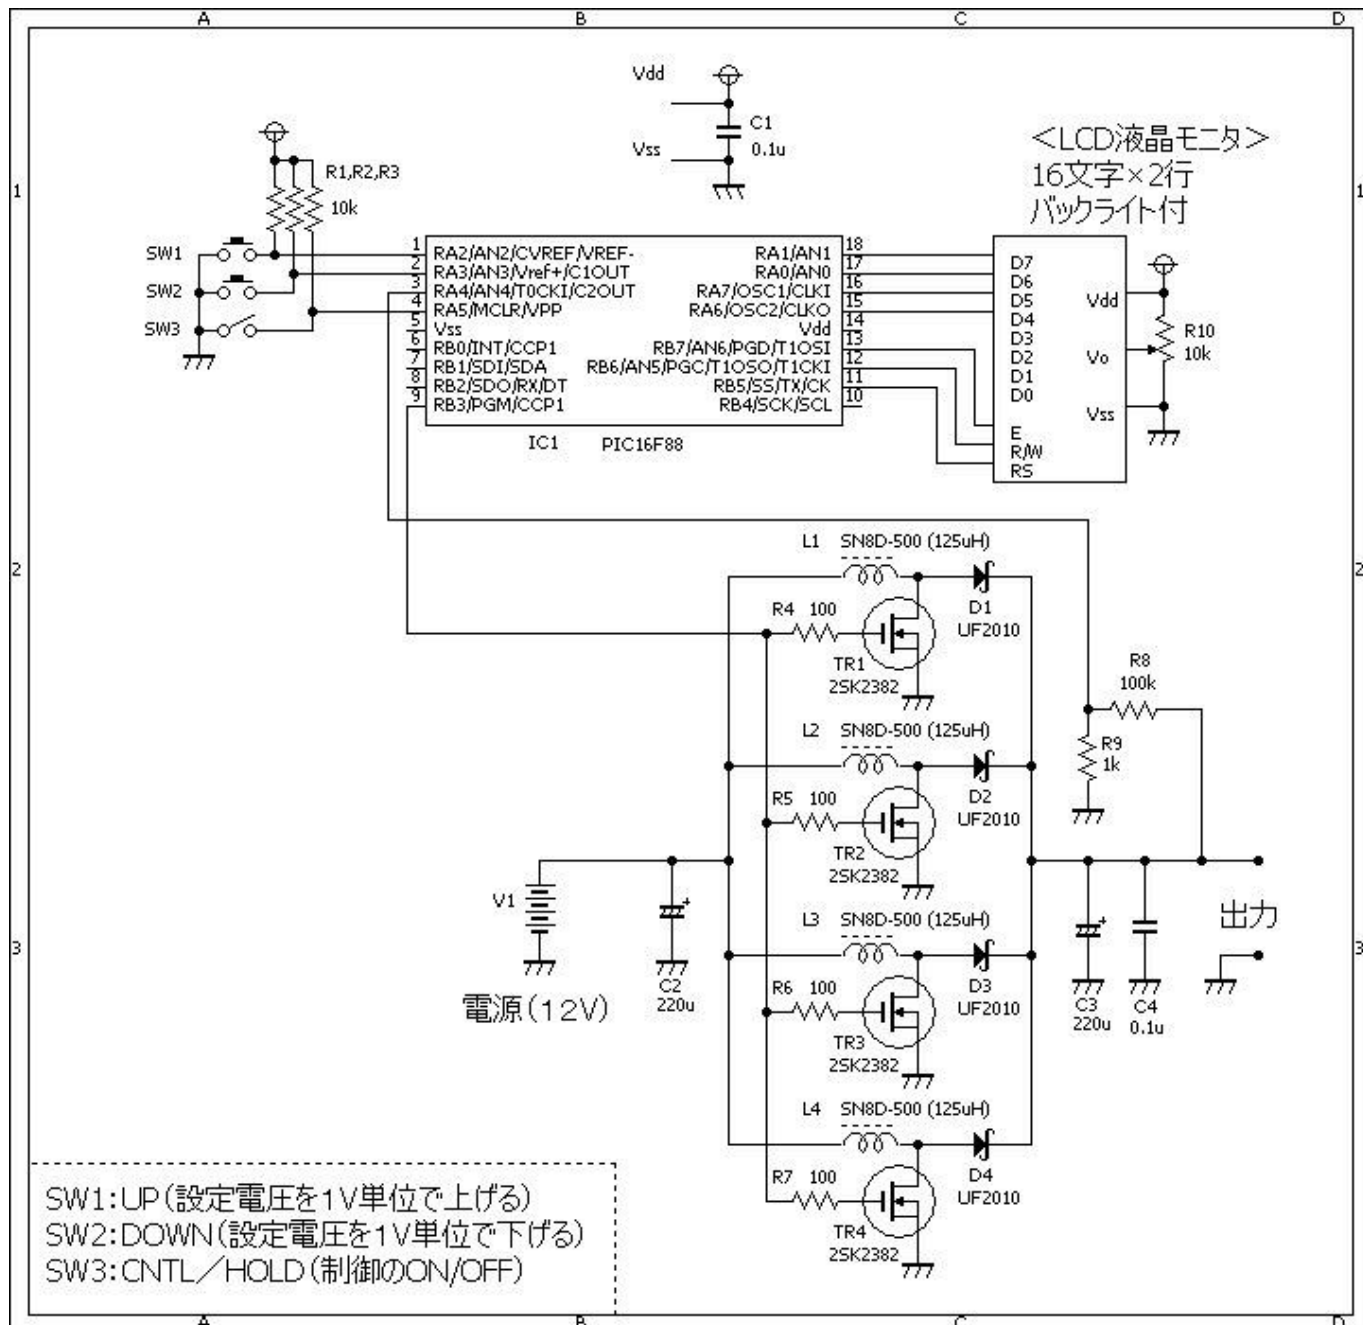 A B C D
Vdd
C1
0.1u
Vss
<LCD液晶モニタ>
16文字×2行
バックライト付
1
1
R1,R2,R3
10k
SW1
SW2
SW3
1
2
3
4
5
6
7
8
9
RA2/AN2/CVREF/VREF-
RA3/AN3/Vref+/C1OUT
RA4/AN4/T0CKI/C2OUT
RA5/MCLR/VPP
Vss
RB0/INT/CCP1
RB1/SDI/SDA
RB2/SDO/RX/DT
RB3/PGM/CCP1
RA1/AN1
RA0/AN0
RA7/OSC1/CLKI
RA6/OSC2/CLKO
Vdd
RB7/AN6/PGD/T1OSI
RB6/AN5/PGC/T1OSO/T1CKI
RB5/SS/TX/CK
RB4/SCK/SCL
18
17
16
15
14
13
12
11
10
IC1 PIC16F88
D7
D6
D5
D4
D3
D2
D1
D0
E
R/W
RS
Vdd
Vo
Vss
R10
10k
2
2
L1 SN8D-500 (125uH)
R4 100
D1
UF2010
TR1
2SK2382
R8
100k
R9
1k
L2 SN8D-500 (125uH)
R5 100
D2
UF2010
TR2
2SK2382
V1
電源(12V)
C2
220u
L3 SN8D-500 (125uH)
R6 100
D3
UF2010
TR3
2SK2382
C3
220u
C4
0.1u
出力
3
3
L4 SN8D-500 (125uH)
R7 100
D4
UF2010
TR4
2SK2382
SW1:UP(設定電圧を1V単位で上げる)
SW2:DOWN(設定電圧を1V単位で下げる)
SW3:CNTL/HOLD(制御のON/OFF)
A B C D